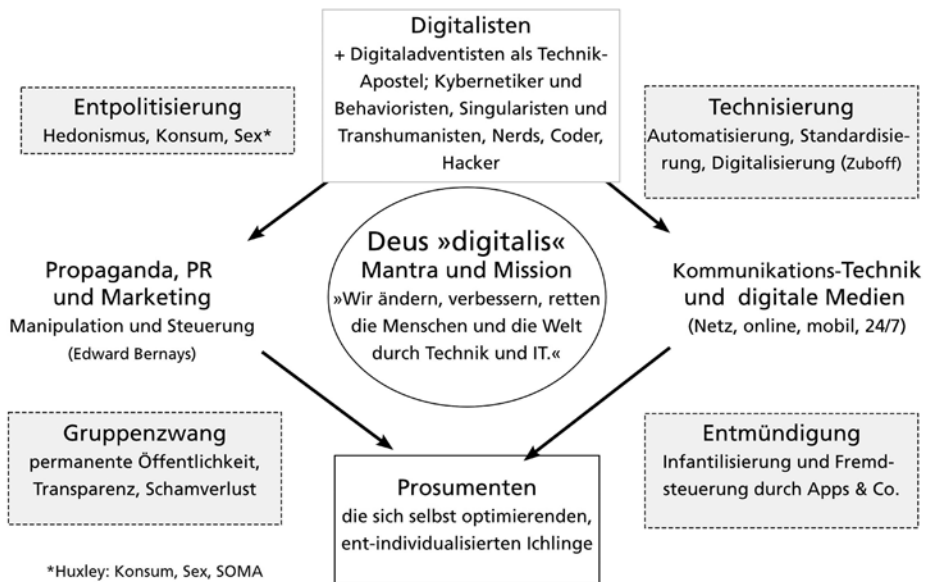 Digitalisten
+ Digitaladventisten als Technik-
Apostel; Kybernetiker und
Behavioristen, Singularisten und
Transhumanisten, Nerds, Coder,
Hacker
Entpolitisierung
Hedonismus, Konsum, Sex*
Technisierung
Automatisierung, Standardisie-
rung, Digitalisierung (Zuboff)
Deus »digitalis«
Mantra und Mission
»Wir ändern, verbessern, retten
die Menschen und die Welt
durch Technik und IT.«
Propaganda, PR
und Marketing
Manipulation und Steuerung
(Edward Bernays)
Kommunikations-Technik
und digitale Medien
(Netz, online, mobil, 24/7)
Gruppenzwang
permanente Öffentlichkeit,
Transparenz, Schamverlust
Prosumenten
die sich selbst optimierenden,
ent-individualisierten Ichlinge
Entmündigung
Infantilisierung und Fremd-
steuerung durch Apps & Co.
*Huxley: Konsum, Sex, SOMA